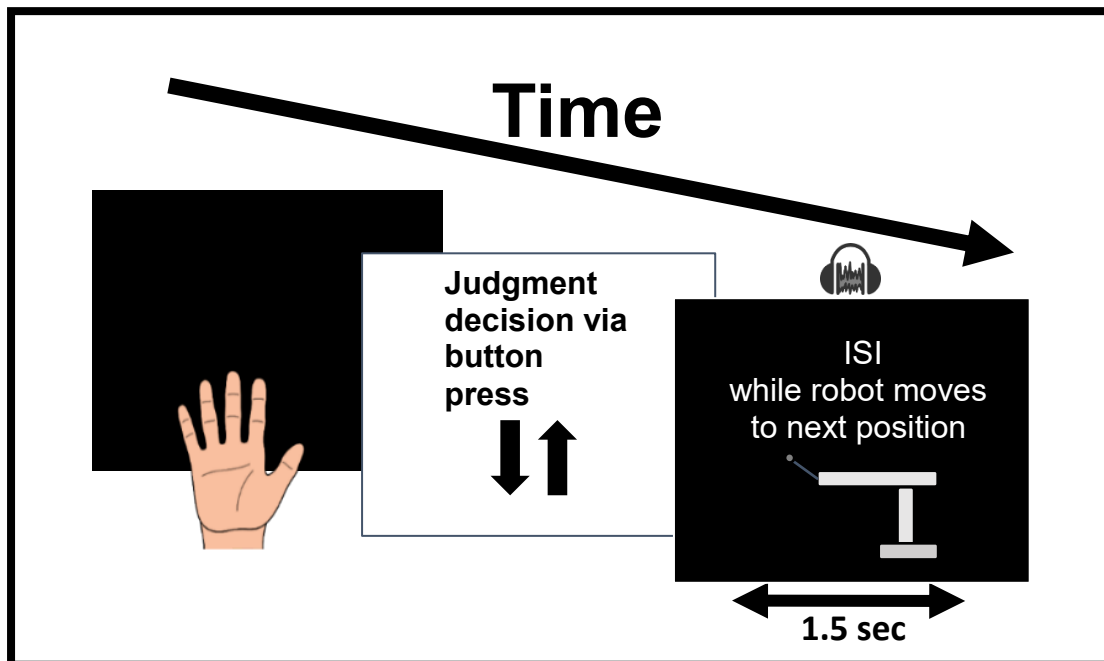 Time
Judgment
decision via
button
press
ISI
while robot moves
to next position
1.5 sec